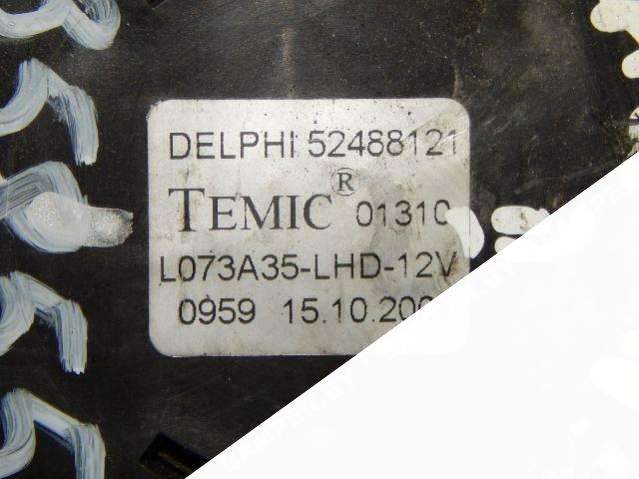 DELPHI 52488121
TEMIC® 01310
L073A35-LHD-12V
0959 15.10.200